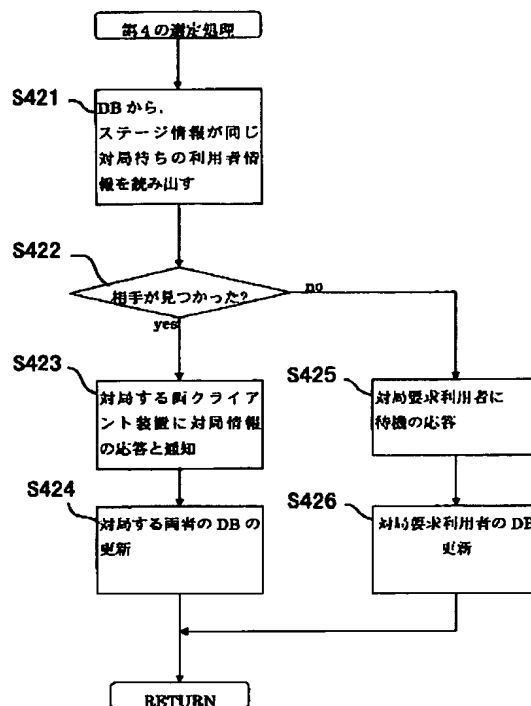 第4の選定処理
S421
DBから、
ステージ情報が同じ
対局待ちの利用者情
報を読み出す
S422
相手が見つかった?
no
yes
S423
対局する両クライア
ント装置に対局情報
の応答と通知
S425
対局要求利用者に
待機の応答
S424
対局する両者のDBの
更新
S426
対局要求利用者のDB
更新
RETURN